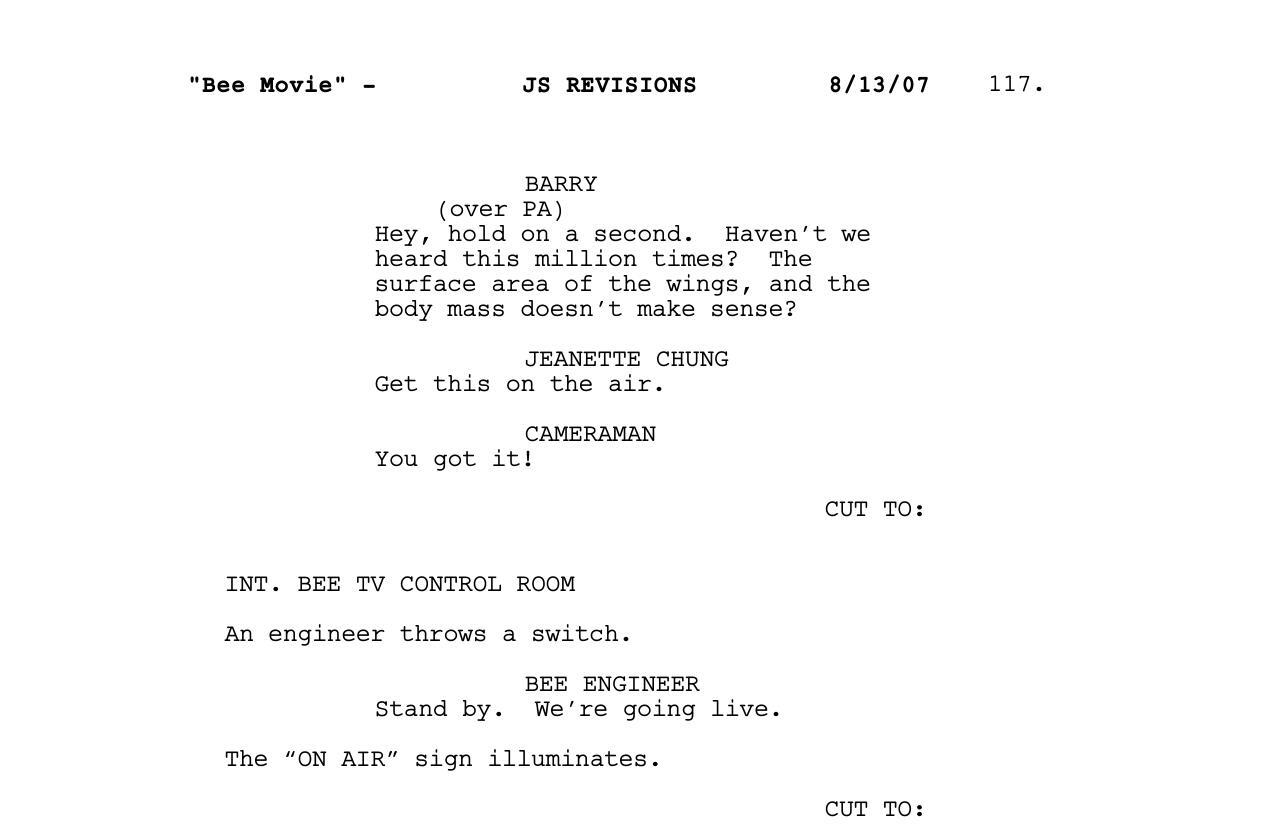 "Bee Movie" - JS REVISIONS 8/13/07 117.
BARRY
(over PA)
Hey, hold on a second. Haven’t we
heard this million times? The
surface area of the wings, and the
body mass doesn’t make sense?
JEANETTE CHUNG
Get this on the air.
CAMERAMAN
You got it!
CUT TO:
INT. BEE TV CONTROL ROOM
An engineer throws a switch.
BEE ENGINEER
Stand by. We’re going live.
The “ON AIR” sign illuminates.
CUT TO: